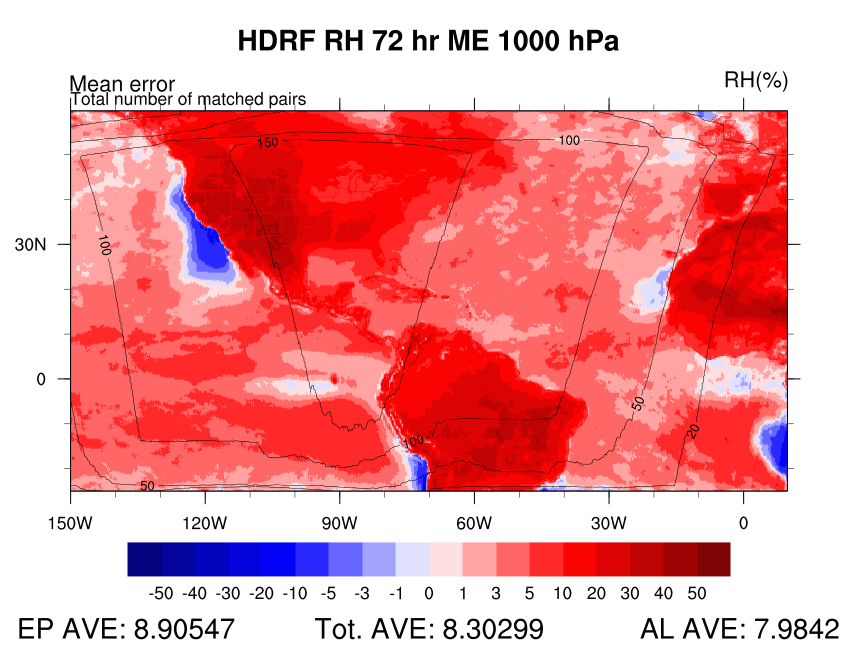 HDRF RH 72 hr ME 1000 hPa
Mean error
RH(%)
Total number of matched pairs
150
100
100
30N
0
50
20
100
50
150W 120W 90W 60W 30W 0
-50 -40 -30 -20 -10 -5 -3 -1 0 1 3 5 10 20 30 40 50
EP AVE: 8.90547 Tot. AVE: 8.30299 AL AVE: 7.9842